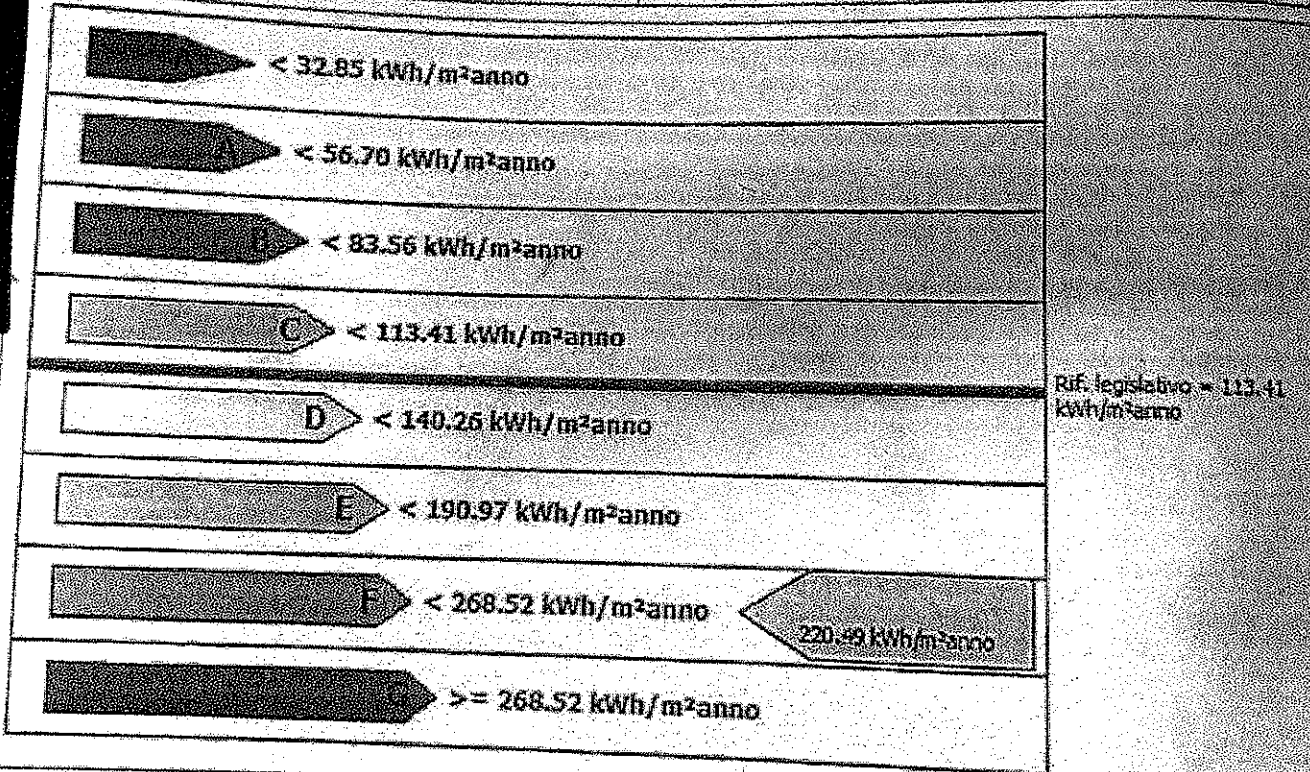 < 32.85 kWh/m²anno
A < 56.70 kWh/m²anno
B < 83.56 kWh/m²anno
C < 113.41 kWh/m²anno
Rif. legislativo = 113.41
kWh/m²anno
D < 140.26 kWh/m²anno
E < 190.97 kWh/m²anno
F < 268.52 kWh/m²anno
220.49 kWh/m²anno
G >= 268.52 kWh/m²anno